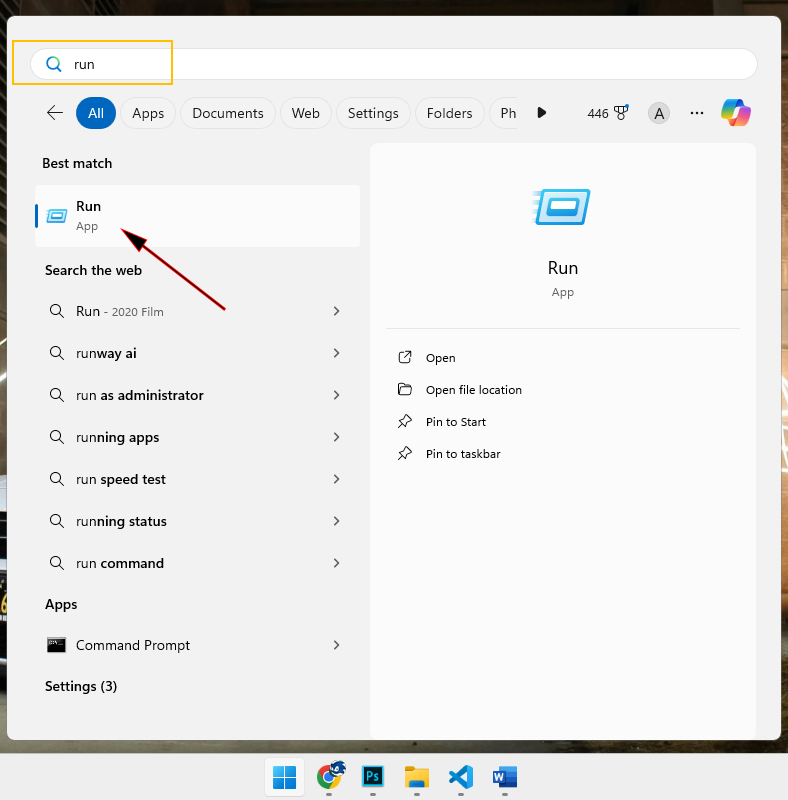 run
All
Apps
Documents
Web
Settings
Folders
Ph
446
A
Best match
Run
App
Search the web
Run - 2020 Film
runway ai
run as administrator
running apps
run speed test
running status
run command
Apps
Command Prompt
Settings (3)
Run
App
Open
Open file location
Pin to Start
Pin to taskbar
Ps
W